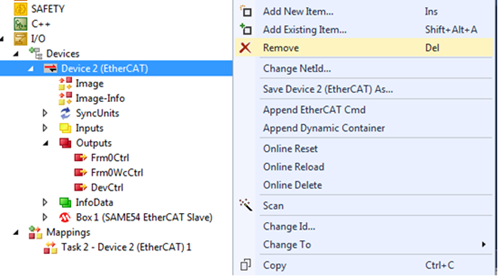 SAFETY
C++
I/O
Devices
Device 2 (EtherCAT)
Image
Image-Info
SyncUnits
Inputs
Outputs
Frm0Ctrl
Frm0WcCtrl
DevCtrl
InfoData
Box 1 (SAME54 EtherCAT Slave)
Mappings
Task 2 - Device 2 (EtherCAT) 1
Add New Item... Ins
Add Existing Item... Shift+Alt+A
Remove Del
Change NetId...
Save Device 2 (EtherCAT) As...
Append EtherCAT Cmd
Append Dynamic Container
Online Reset
Online Reload
Online Delete
Scan
Change Id...
Change To
Copy Ctrl+C